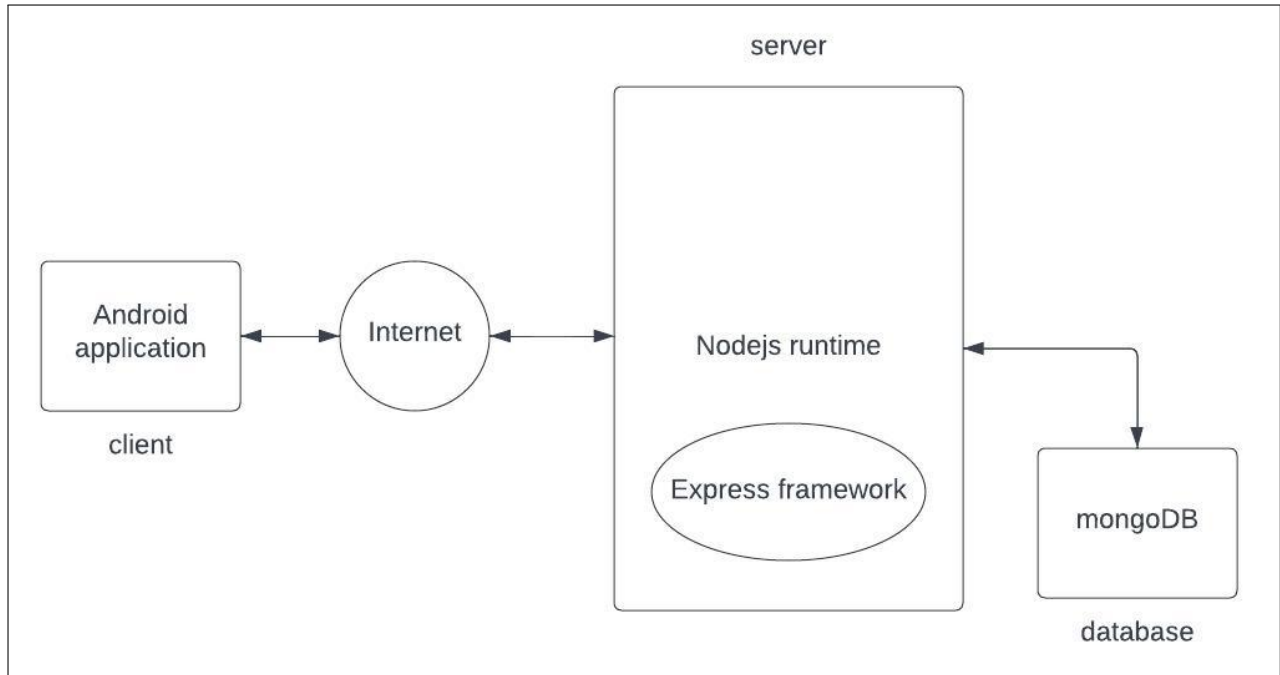 server
Android
application
client
Internet
Nodejs runtime
Express framework
mongoDB
database